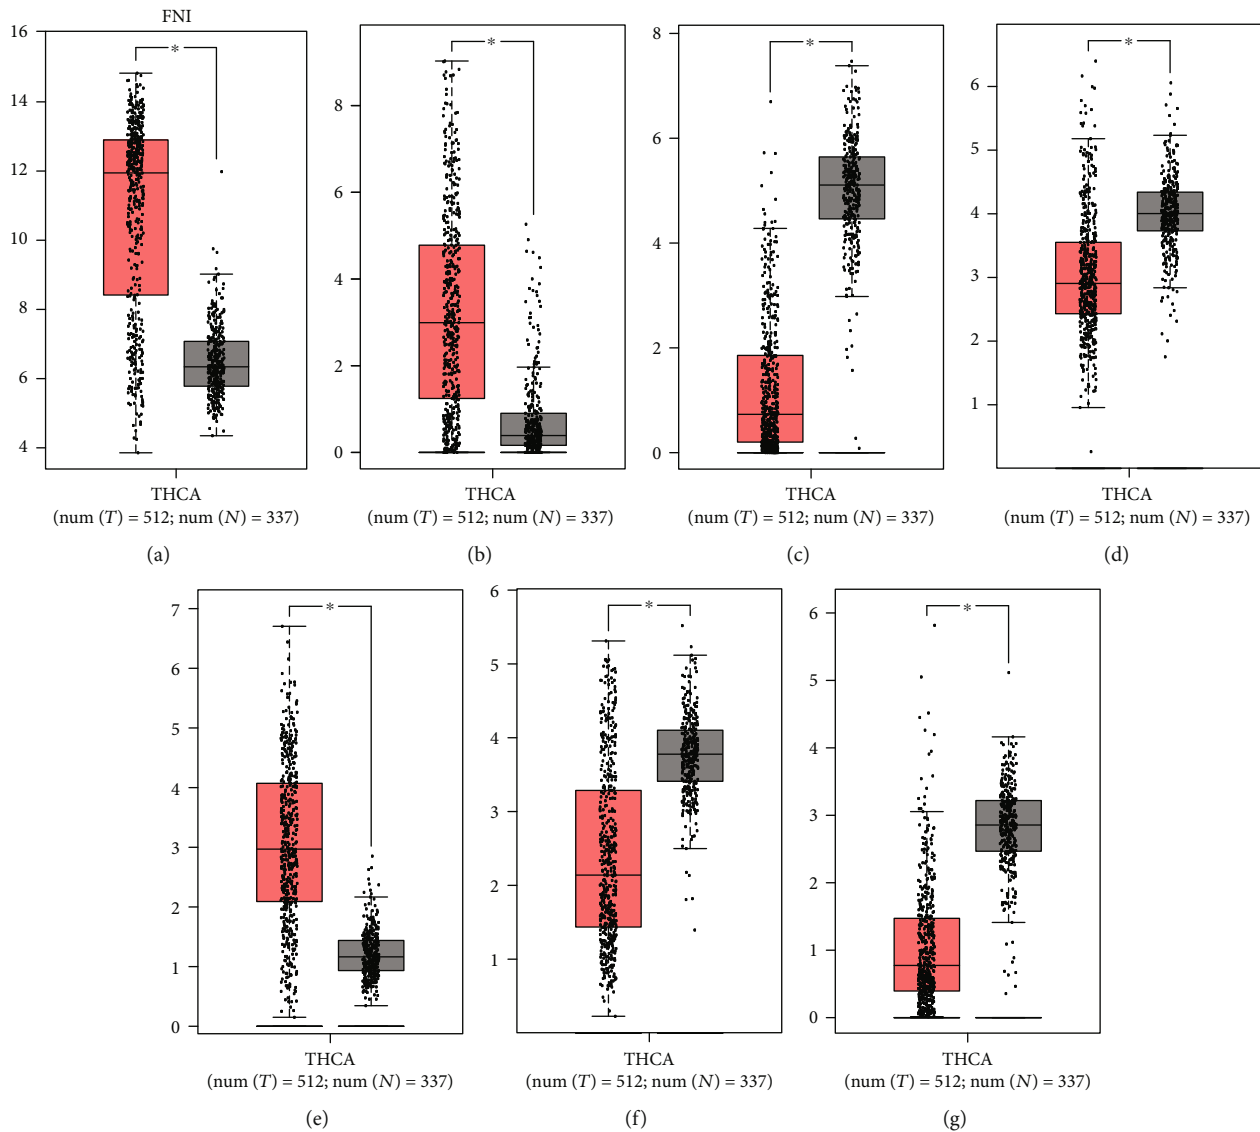 FNI
16
14
12
10
8
6
4
*
THCA
(num (T) = 512; num (N) = 337)
(a)
8
6
4
2
0
*
THCA
(num (T) = 512; num (N) = 337)
(b)
8
6
4
2
0
*
THCA
(num (T) = 512; num (N) = 337)
(c)
6
5
4
3
2
1
*
THCA
(num (T) = 512; num (N) = 337)
(d)
7
6
5
4
3
2
1
0
*
THCA
(num (T) = 512; num (N) = 337)
(e)
6
5
4
3
2
1
*
THCA
(num (T) = 512; num (N) = 337)
(f)
6
5
4
3
2
1
0
*
THCA
(num (T) = 512; num (N) = 337)
(g)